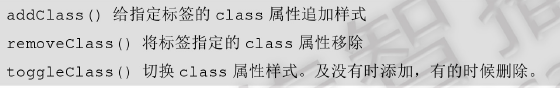 addClass() 给指定标签的 class 属性追加样式
removeClass() 将标签指定的 class 属性移除
toggleClass() 切换 class 属性样式。及没有时添加，有的时候删除。